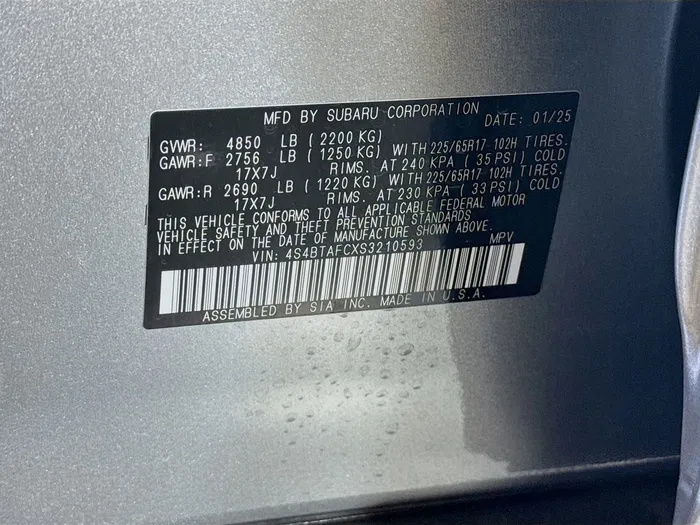 MFD BY SUBARU CORPORATION DATE: 01/25
GVWR: 4850 LB ( 2200 KG)
GAWR:F 2756 LB ( 1250 KG) WITH 225/65R17 102H TIRES.
17X7J RIMS. AT 240 KPA ( 35 PSI) COLD
GAWR:R 2690 LB ( 1220 KG) WITH 225/65R17 102H TIRES.
17X7J RIMS. AT 230 KPA ( 33 PSI) COLD
THIS VEHICLE CONFORMS TO ALL APPLICABLE FEDERAL MOTOR
VEHICLE SAFETY AND THEFT PREVENTION STANDARDS
IN EFFECT ON THE DATE OF MANUFACTURE SHOWN ABOVE.
VIN: 4S4BTAFCXS3210593 MPV
ASSEMBLED BY SIA INC. MADE IN U.S.A.